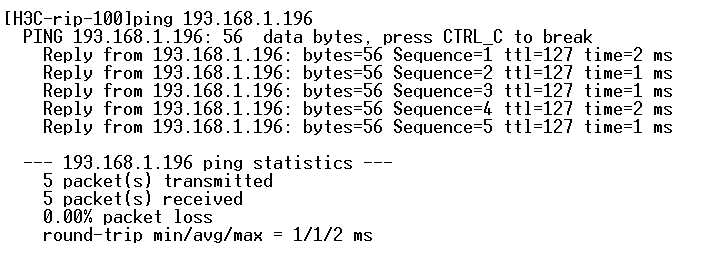 [H3C-rip-100]ping 193.168.1.196
PING 193.168.1.196: 56  data bytes, press CTRL_C to break
Reply from 193.168.1.196: bytes=56 Sequence=1 ttl=127 time=2 ms
Reply from 193.168.1.196: bytes=56 Sequence=2 ttl=127 time=1 ms
Reply from 193.168.1.196: bytes=56 Sequence=3 ttl=127 time=1 ms
Reply from 193.168.1.196: bytes=56 Sequence=4 ttl=127 time=2 ms
Reply from 193.168.1.196: bytes=56 Sequence=5 ttl=127 time=1 ms
--- 193.168.1.196 ping statistics ---
5 packet(s) transmitted
5 packet(s) received
0.00% packet loss
round-trip min/avg/max = 1/1/2 ms